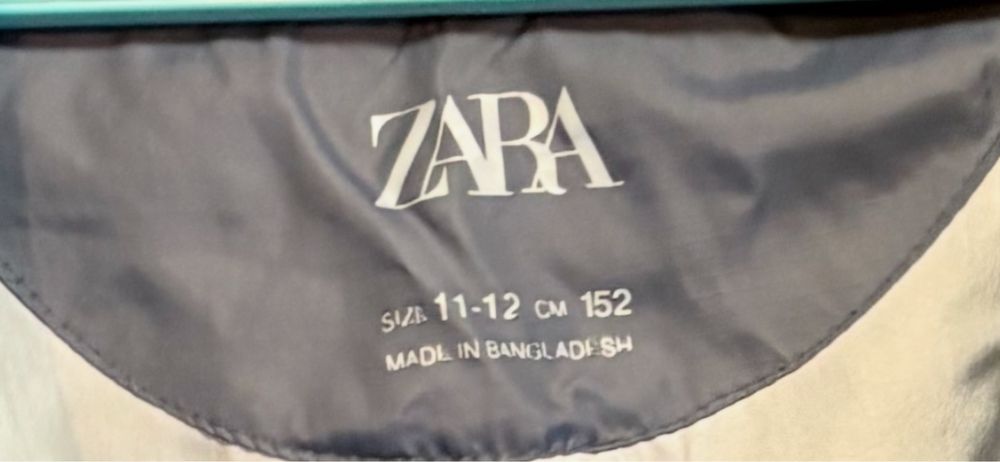 ZARA
SIZE 11-12 CM 152
MADE IN BANGLADESH